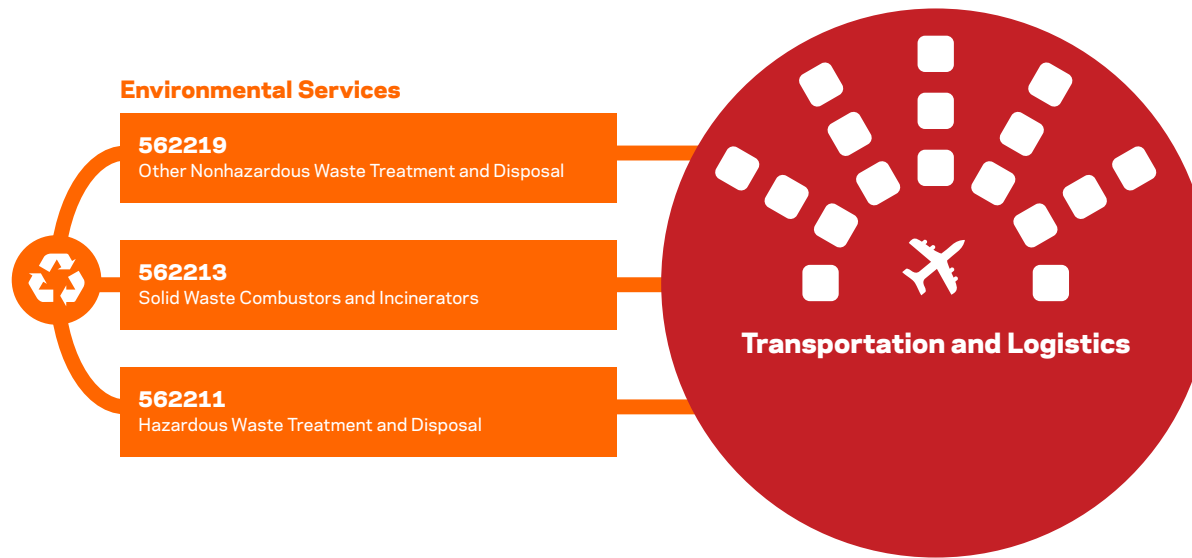 Environmental Services
562219
Other Nonhazardous Waste Treatment and Disposal
562213
Solid Waste Combustors and Incinerators
562211
Hazardous Waste Treatment and Disposal
Transportation and Logistics